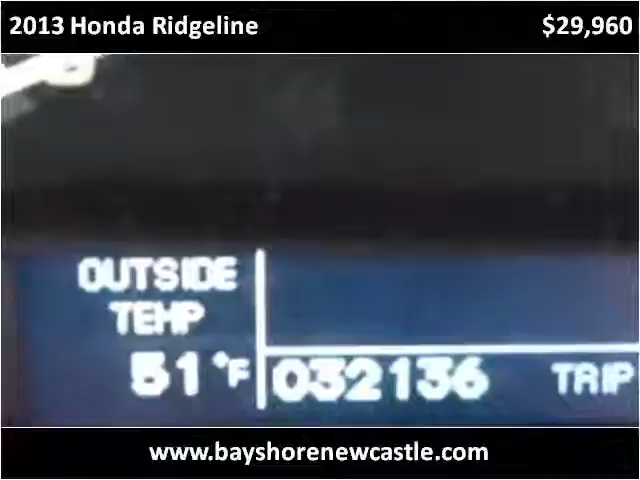 2013 Honda Ridgeline $29,960
OUTSIDE
TEMP
51°F 032136 TRIP
www.bayshorenewcastle.com